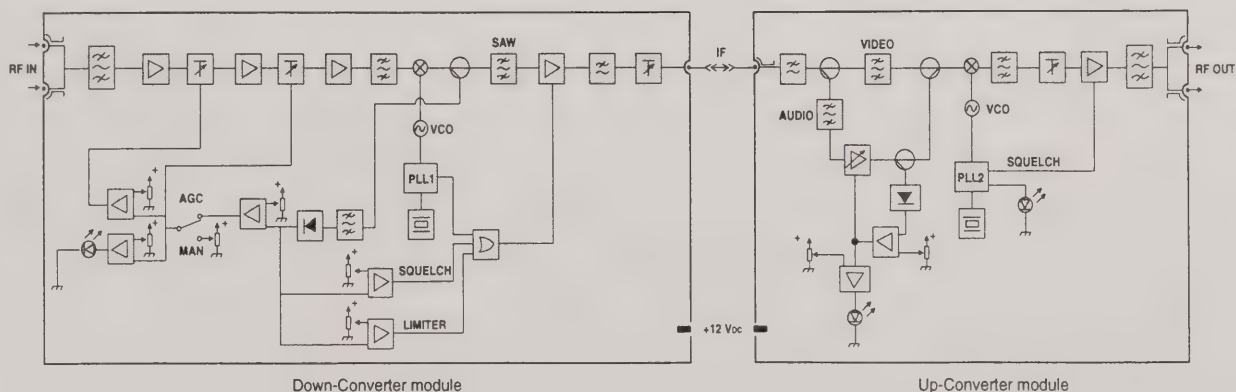 RF IN
SAW
VCO
PLL1
AGC
MAN
+
+
+
+
+
+
SQUELCH
LIMITER
IF
+12 VDC
VIDEO
AUDIO
VCO
SQUELCH
PLL2
+
+
RF OUT
Down-Converter module
Up-Converter module